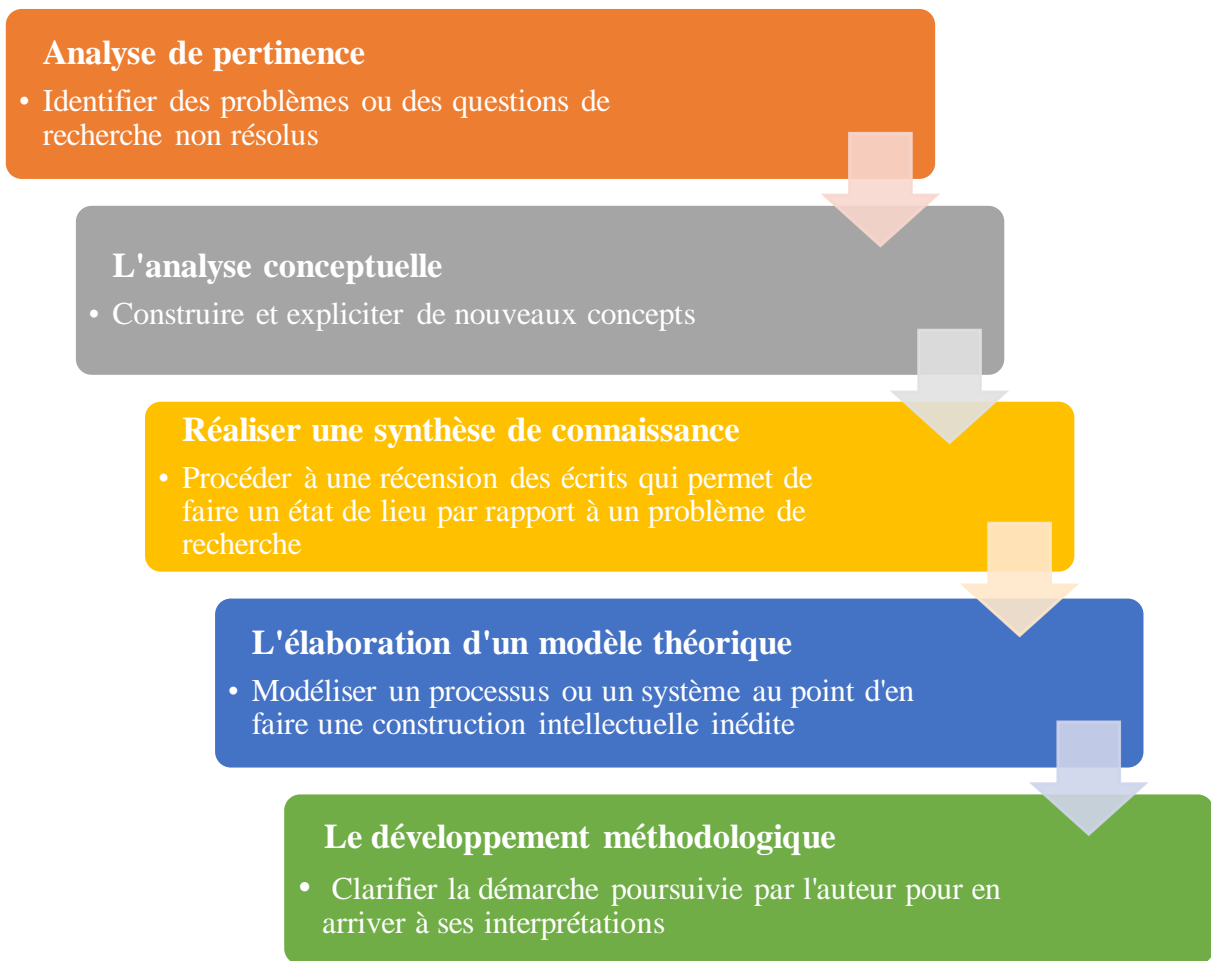 Analyse de pertinence
• Identifier des problèmes ou des questions de
recherche non résolus
L'analyse conceptuelle
• Construire et expliciter de nouveaux concepts
Réaliser une synthèse de connaissance
• Procéder à une récension des écrits qui permet de
faire un état de lieu par rapport à un problème de
recherche
L'élaboration d'un modèle théorique
• Modéliser un processus ou un système au point d'en
faire une construction intellectuelle inédite
Le développement méthodologique
• Clarifier la démarche poursuivie par l'auteur pour en
arriver à ses interprétations